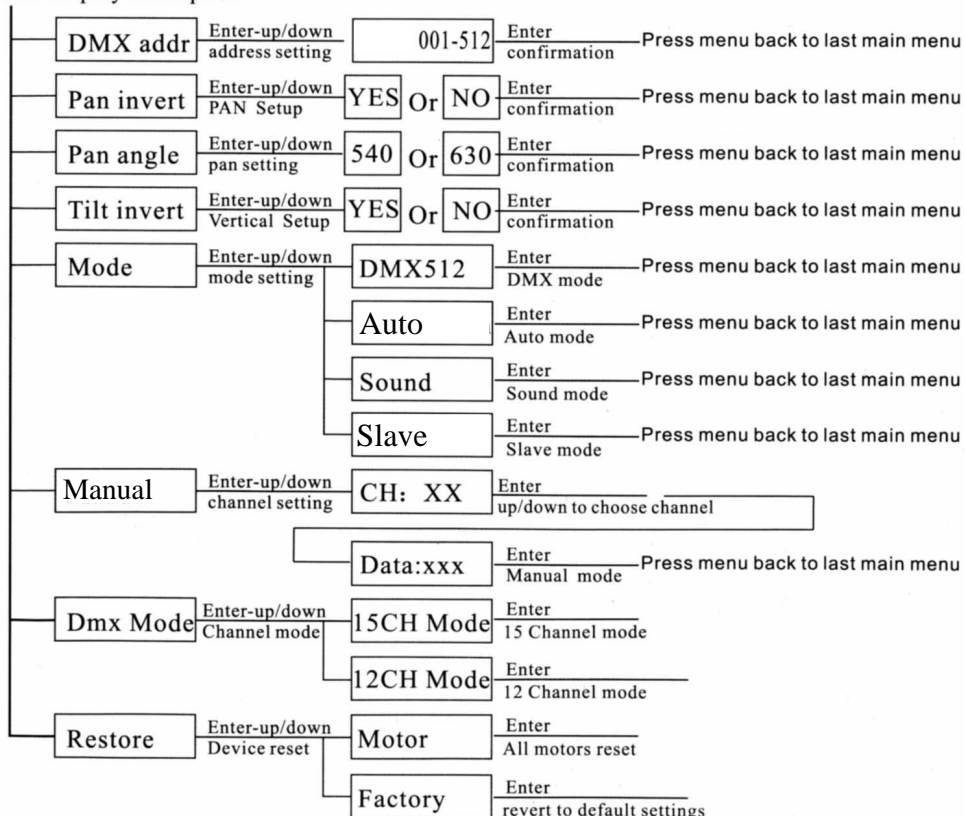 DMX addr Enter-up/down address setting 001-512 Enter confirmation Press menu back to last main menu
Pan invert Enter-up/down PAN Setup YES Or NO Enter confirmation Press menu back to last main menu
Pan angle Enter-up/down pan setting 540 Or 630 Enter confirmation Press menu back to last main menu
Tilt invert Enter-up/down Vertical Setup YES Or NO Enter confirmation Press menu back to last main menu
Mode Enter-up/down mode setting DMX512 Enter DMX mode Press menu back to last main menu
Auto Enter Auto mode Press menu back to last main menu
Sound Enter Sound mode Press menu back to last main menu
Slave Enter Slave mode Press menu back to last main menu
Manual Enter-up/down channel setting CH: XX Enter up/down to choose channel
Data:xxx Enter Manual mode Press menu back to last main menu
Dmx Mode Enter-up/down Channel mode 15CH Mode Enter 15 Channel mode
12CH Mode Enter 12 Channel mode
Restore Enter-up/down Device reset Motor Enter All motors reset
Factory Enter revert to default settings